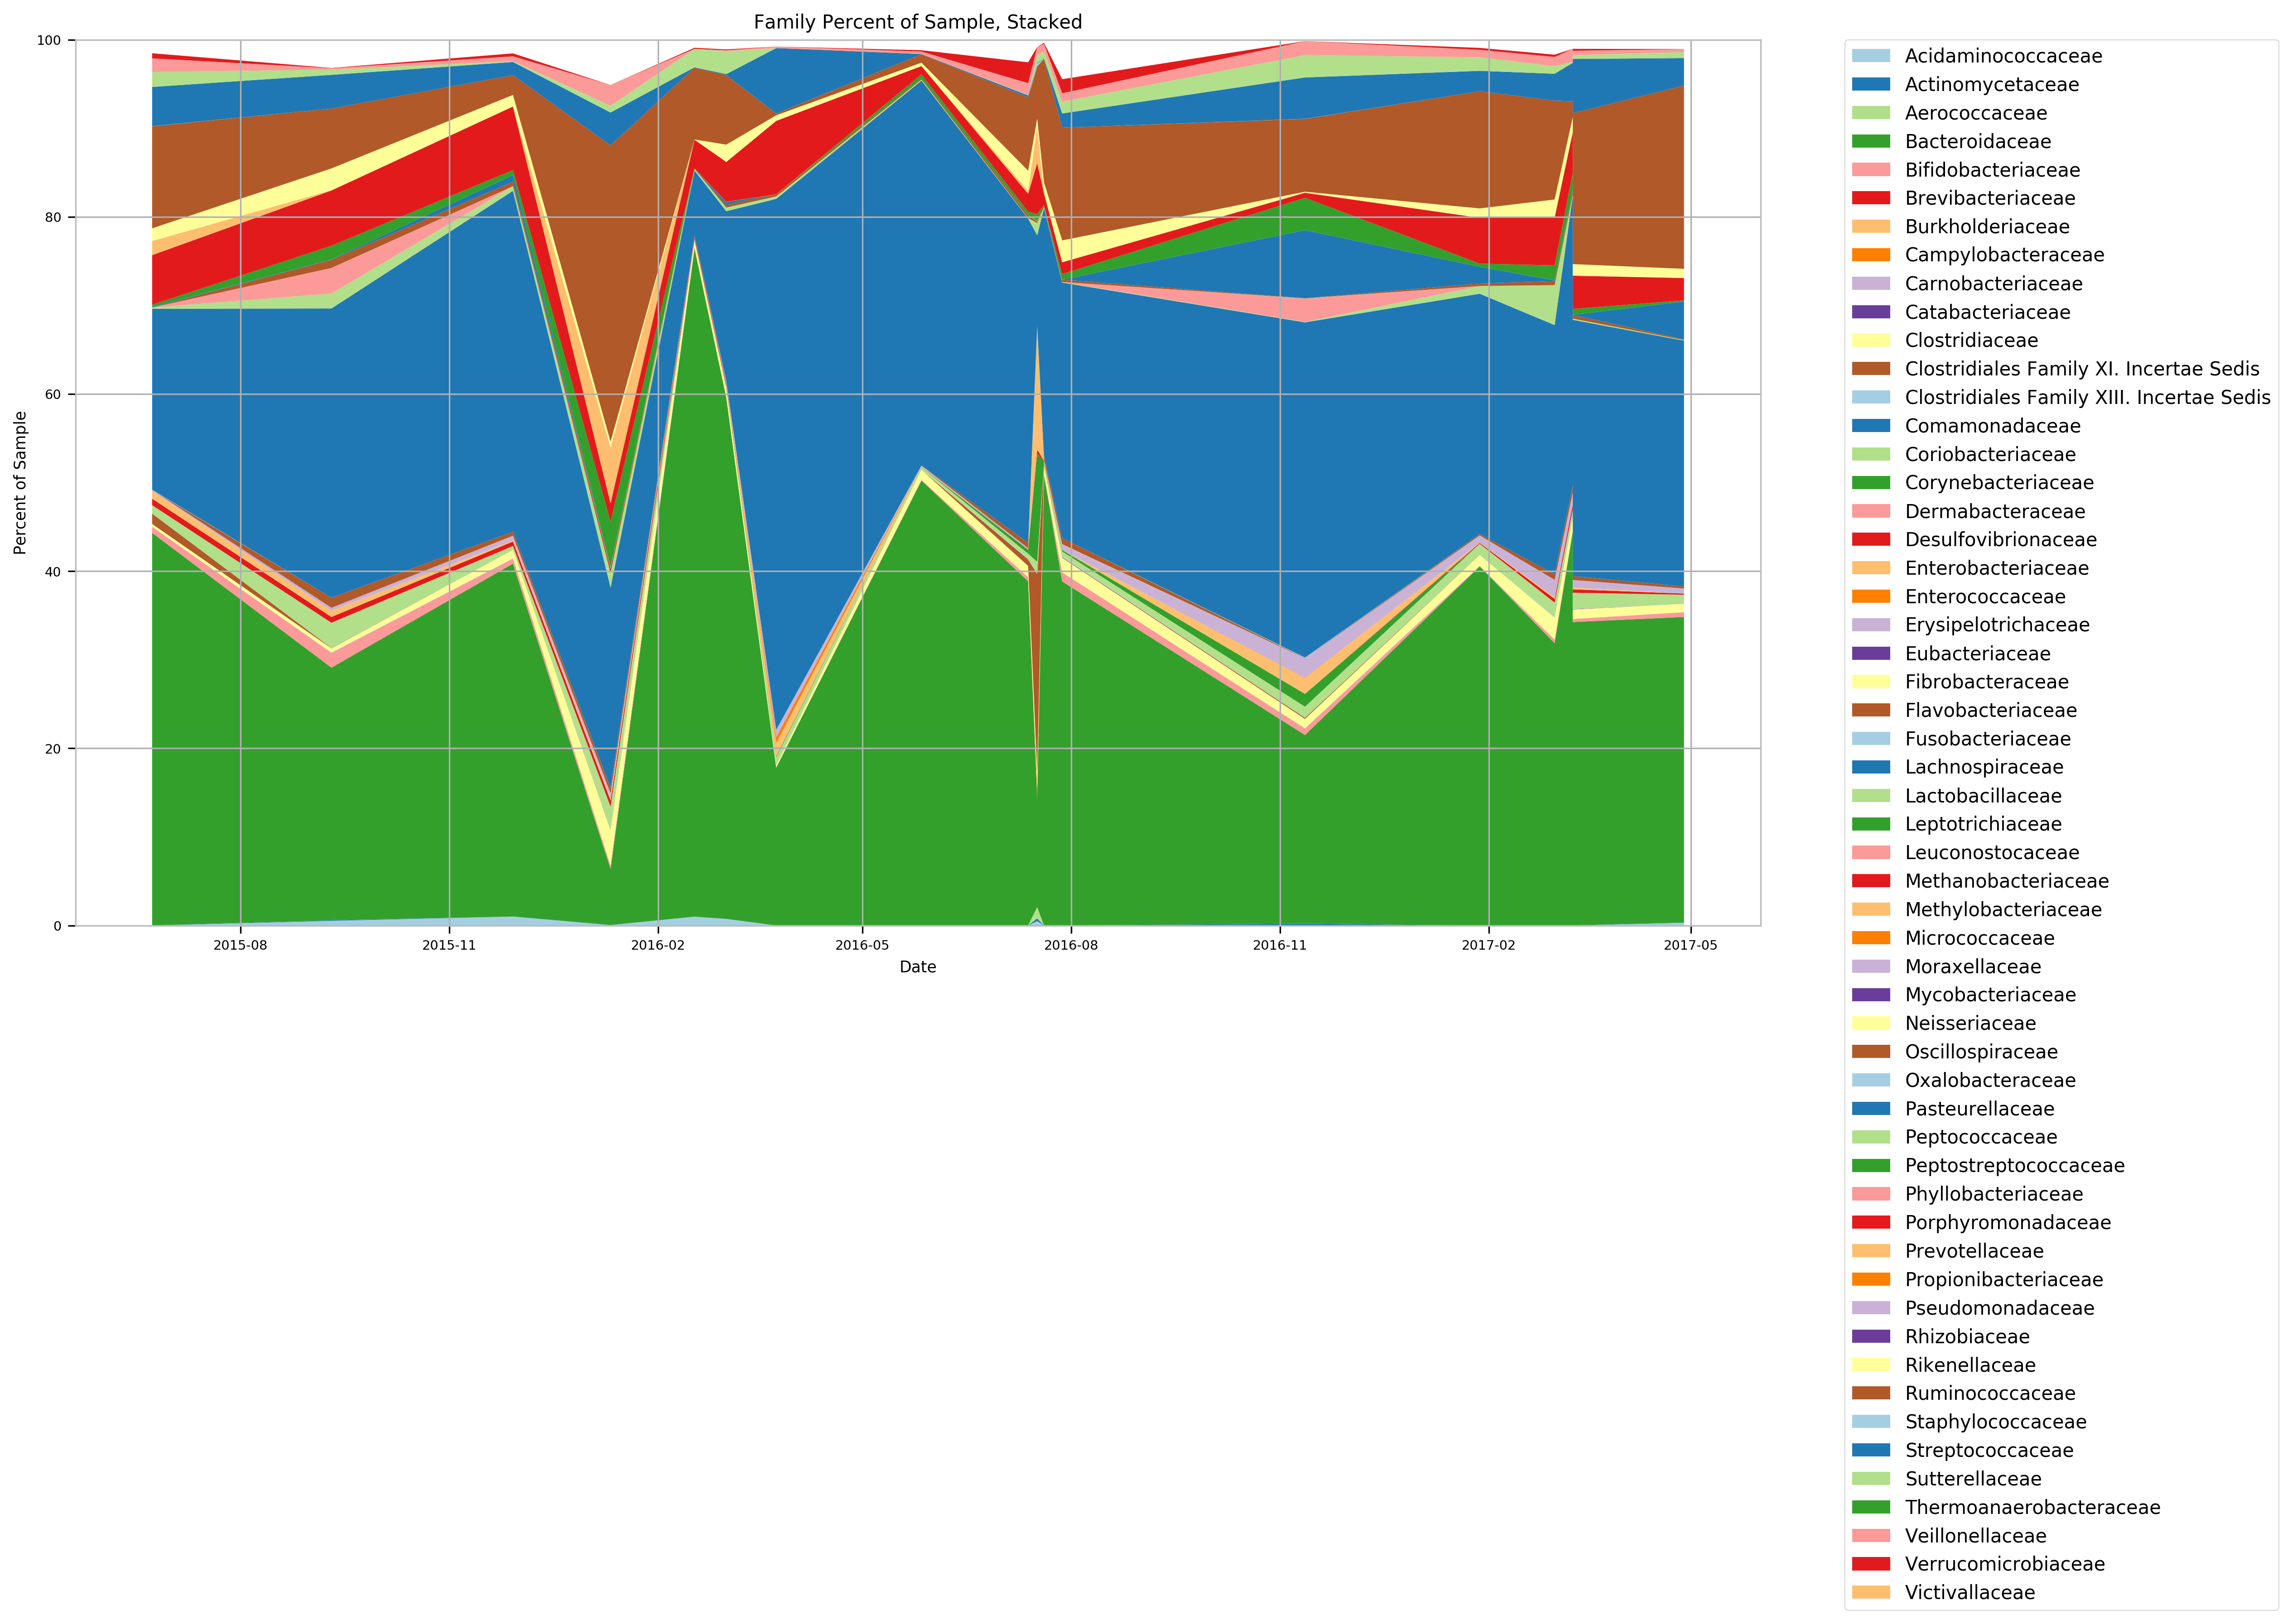 Family Percent of Sample, Stacked
100
80
60
40
20
0
Percent of Sample
2015-08
2015-11
2016-02
2016-05
2016-08
2016-11
2017-02
2017-05
Date
Acidaminococcaceae
Actinomycetaceae
Aerococcaceae
Bacteroidaceae
Bifidobacteriaceae
Brevibacteriaceae
Burkholderiaceae
Campylobacteraceae
Carnobacteriaceae
Catabacteriaceae
Clostridiaceae
Clostridiales Family XI. Incertae Sedis
Clostridiales Family XIII. Incertae Sedis
Comamonadaceae
Coriobacteriaceae
Corynebacteriaceae
Dermabacteraceae
Desulfovibrionaceae
Enterobacteriaceae
Enterococcaceae
Erysipelotrichaceae
Eubacteriaceae
Fibrobacteraceae
Flavobacteriaceae
Fusobacteriaceae
Lachnospiraceae
Lactobacillaceae
Leptotrichiaceae
Leuconostocaceae
Methanobacteriaceae
Methylobacteriaceae
Micrococcaceae
Moraxellaceae
Mycobacteriaceae
Neisseriaceae
Oscillospiraceae
Oxalobacteraceae
Pasteurellaceae
Peptococcaceae
Peptostreptococcaceae
Phyllobacteriaceae
Porphyromonadaceae
Prevotellaceae
Propionibacteriaceae
Pseudomonadaceae
Rhizobiaceae
Rikenellaceae
Ruminococcaceae
Staphylococcaceae
Streptococcaceae
Sutterellaceae
Thermoanaerobacteraceae
Veillonellaceae
Verrucomicrobiaceae
Victivallaceae